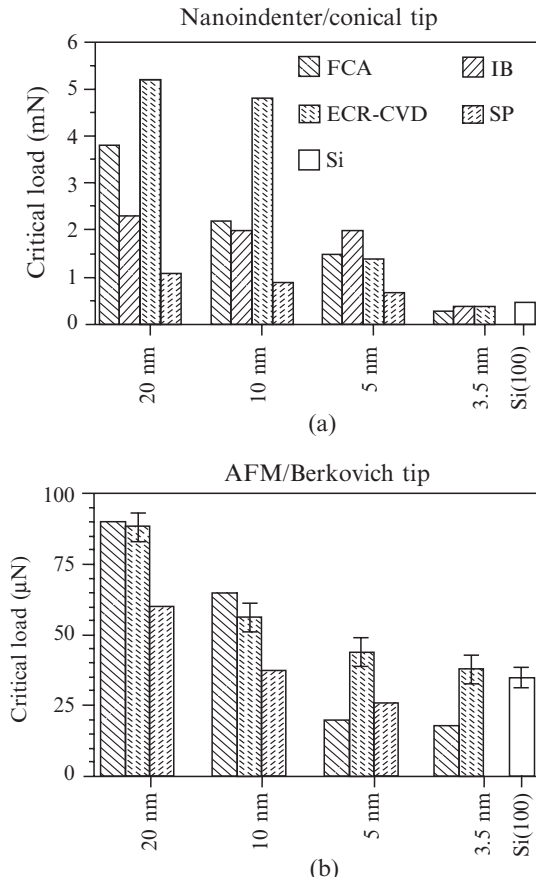 Nanoindenter/conical tip
6
5
4
3
2
1
0
Critical load (mN)
FCA
IB
ECR-CVD
SP
Si
20 nm
10 nm
5 nm
3.5 nm
Si(100)
(a)
AFM/Berkovich tip
100
75
50
25
0
Critical load (μN)
20 nm
10 nm
5 nm
3.5 nm
Si(100)
(b)